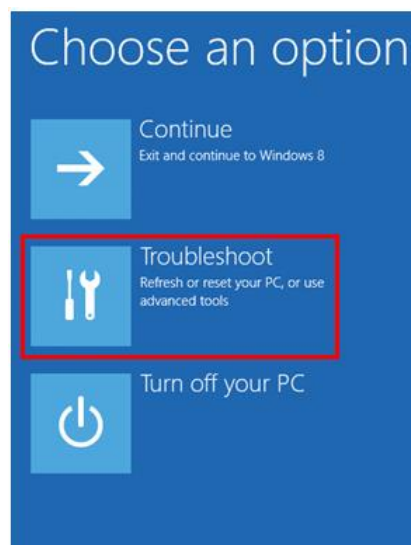 Choose an option
Continue
Exit and continue to Windows 8
Troubleshoot
Refresh or reset your PC, or use
advanced tools
Turn off your PC